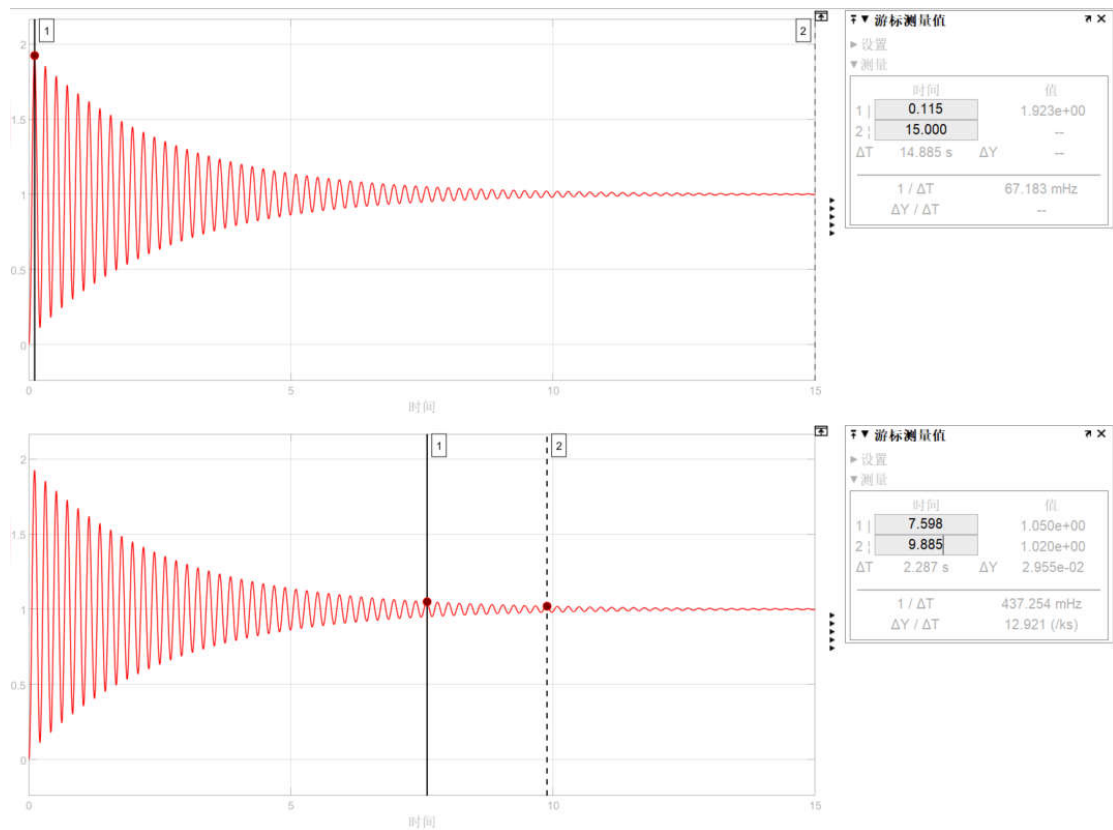 1
2
2
1.5
1
0.5
0
0
5
10
15
时间
游标测量值
设置
测量
时间 值
1 0.115 1.923e+00
2 15.000 --
ΔT 14.885 s ΔY --
1 / ΔT 67.183 mHz
ΔY / ΔT --
1
2
2
1.5
1
0.5
0
0
5
10
15
时间
游标测量值
设置
测量
时间 值
1 7.598 1.050e+00
2 9.885 1.020e+00
ΔT 2.287 s ΔY 2.955e-02
1 / ΔT 437.254 mHz
ΔY / ΔT 12.921 (/ks)